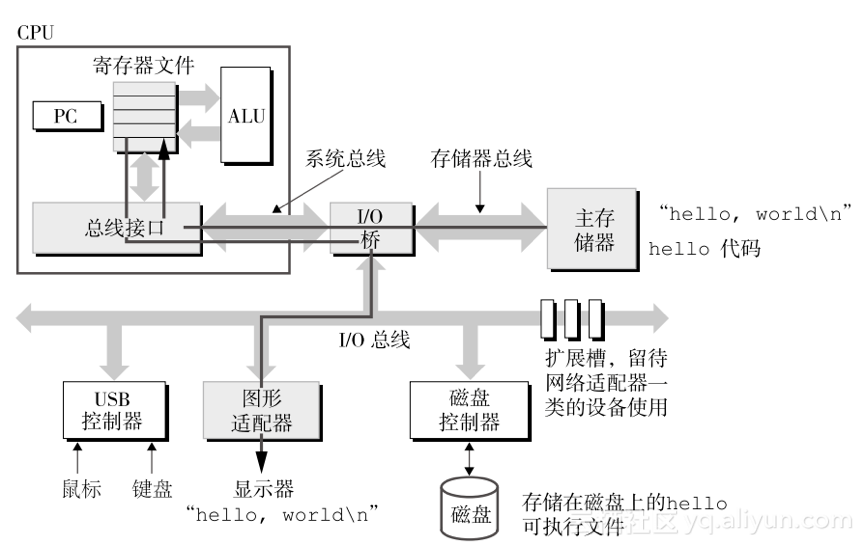 CPU
寄存器文件
PC
ALU
系统总线
存储器总线
总线接口
I/O
桥
主存
储器
“hello, world\n”
hello 代码
I/O 总线
扩展槽，留待
网络适配器一
类的设备使用
USB
控制器
图形
适配器
磁盘
控制器
鼠标
键盘
显示器
“hello, world\n”
磁盘
存储在磁盘上的hello
可执行文件
yq.aliyun.com